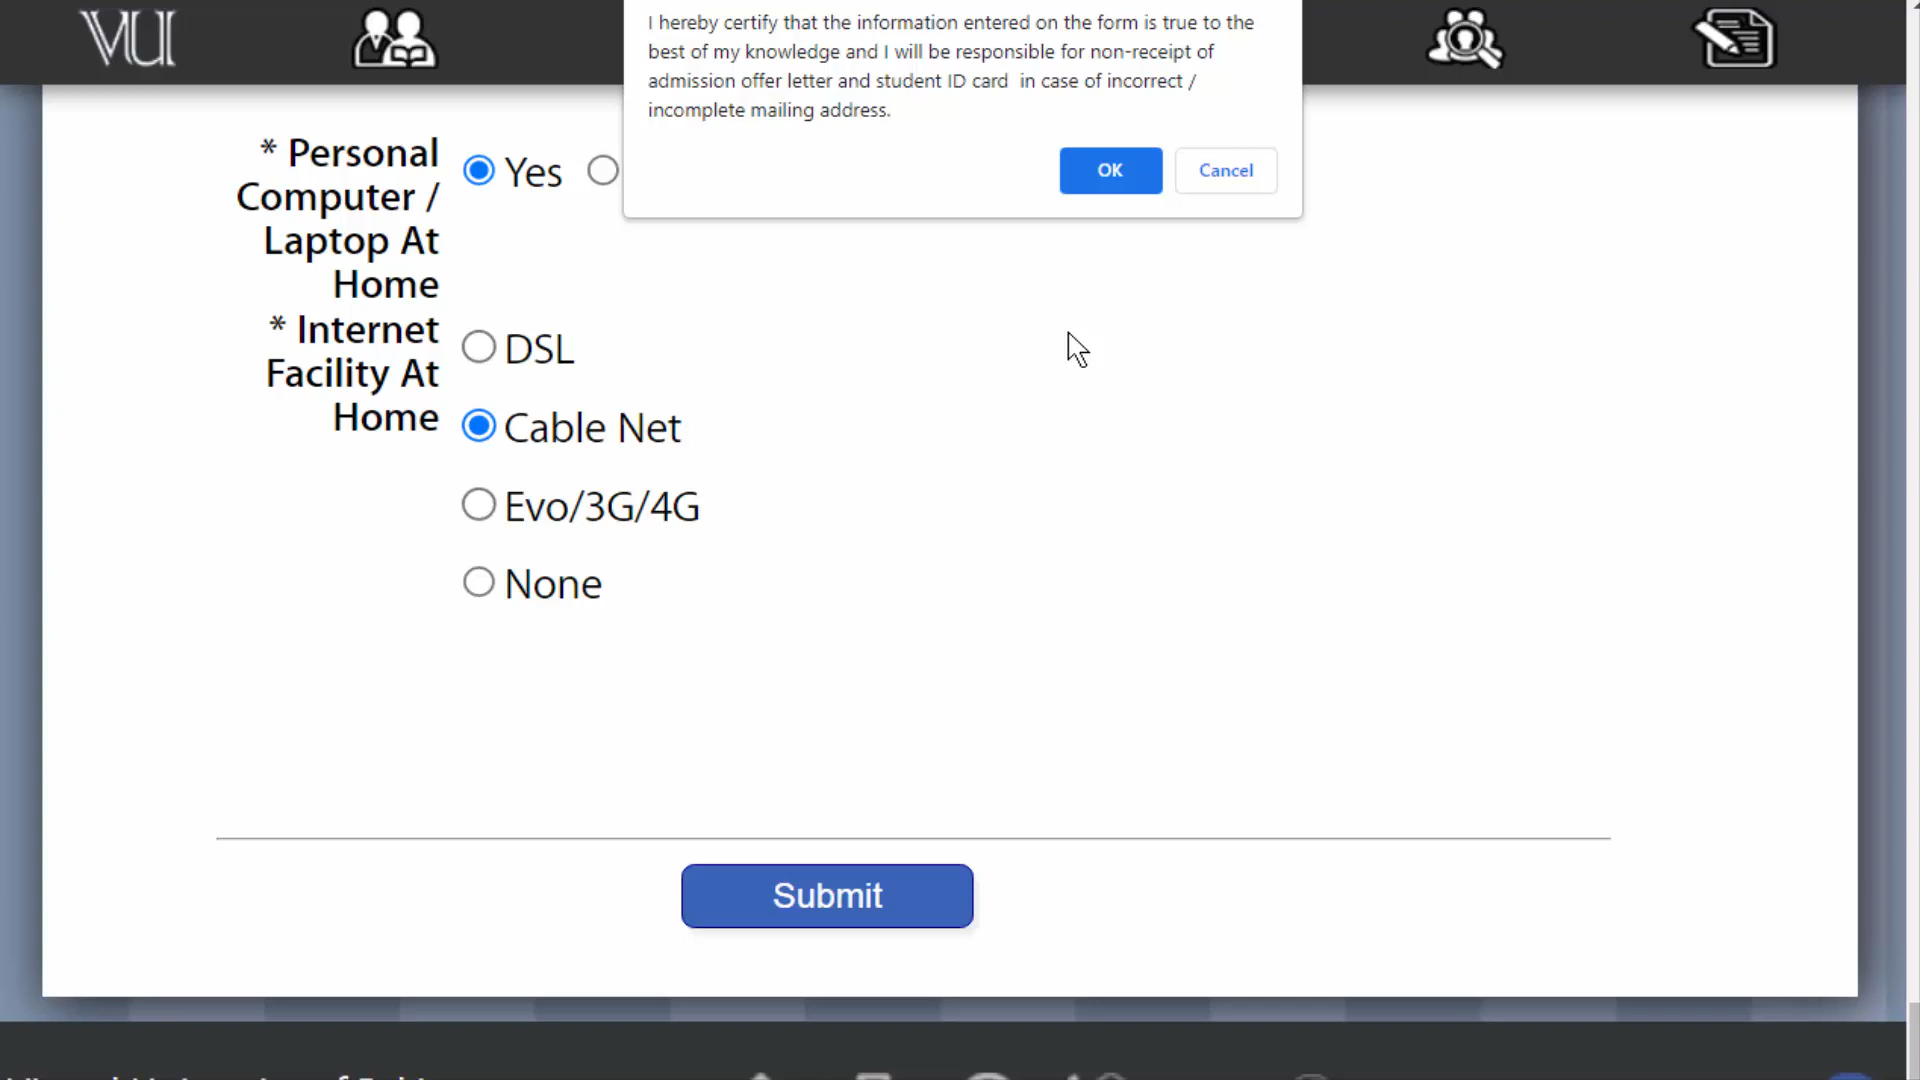 VU
I hereby certify that the information entered on the form is true to the
best of my knowledge and I will be responsible for non-receipt of
admission offer letter and student ID card in case of incorrect /
incomplete mailing address.
OK Cancel
* Personal
Computer /
Laptop At
Home
Yes
* Internet
Facility At
Home
DSL
Cable Net
Evo/3G/4G
None
Submit